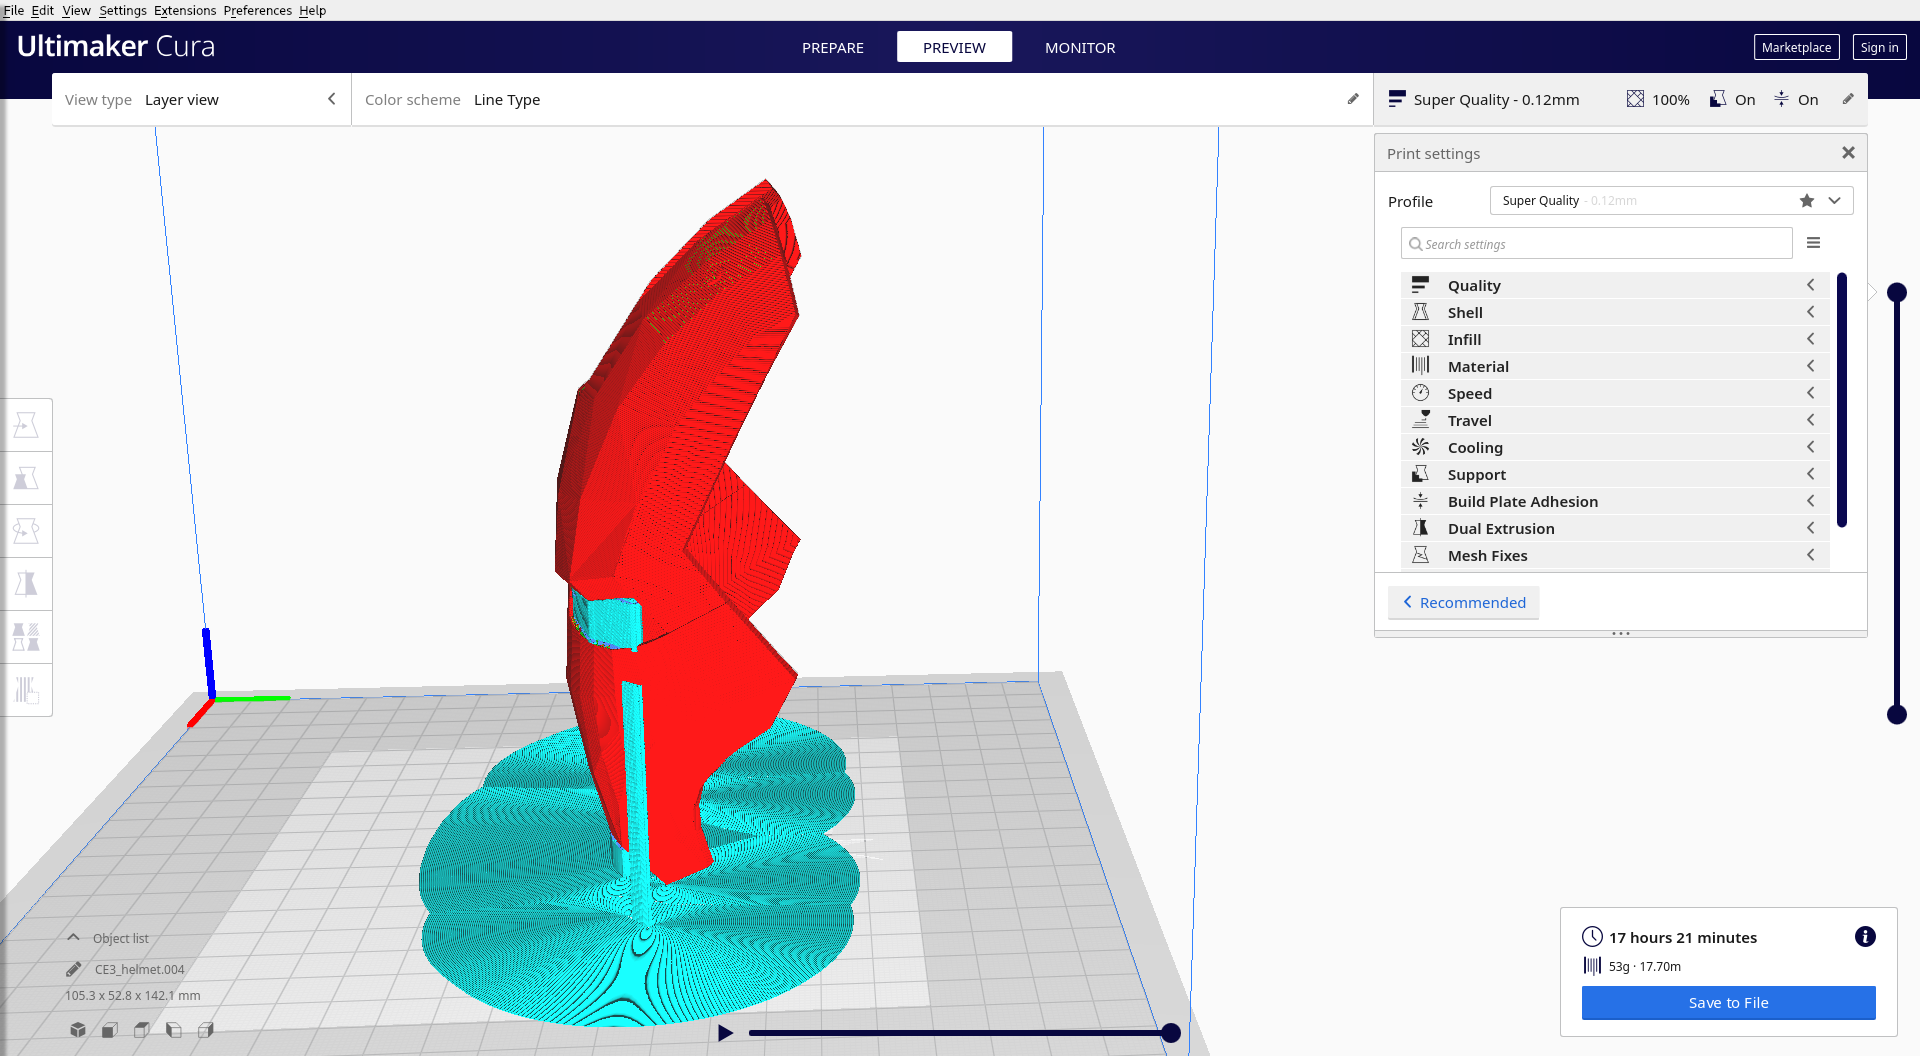 File Edit View Settings Extensions Preferences Help
Ultimaker Cura
PREPARE PREVIEW MONITOR
Marketplace Sign in
View type Layer view
Color scheme Line Type
Super Quality - 0.12mm 100% On On
Print settings
Profile Super Quality - 0.12mm
Search settings
Quality
Shell
Infill
Material
Speed
Travel
Cooling
Support
Build Plate Adhesion
Dual Extrusion
Mesh Fixes
Recommended
Object list
CE3_helmet.004
105.3 x 52.8 x 142.1 mm
17 hours 21 minutes
53g · 17.70m
Save to File